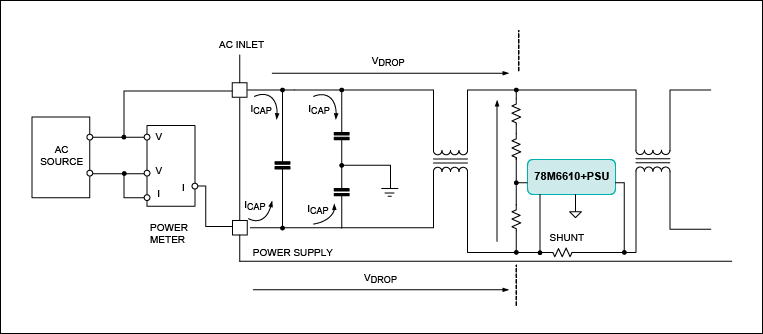 AC INLET
VDROP
ICAP
ICAP
AC
SOURCE
V
V
I
I
78M6610+PSU
ICAP
ICAP
POWER
METER
SHUNT
POWER SUPPLY
VDROP